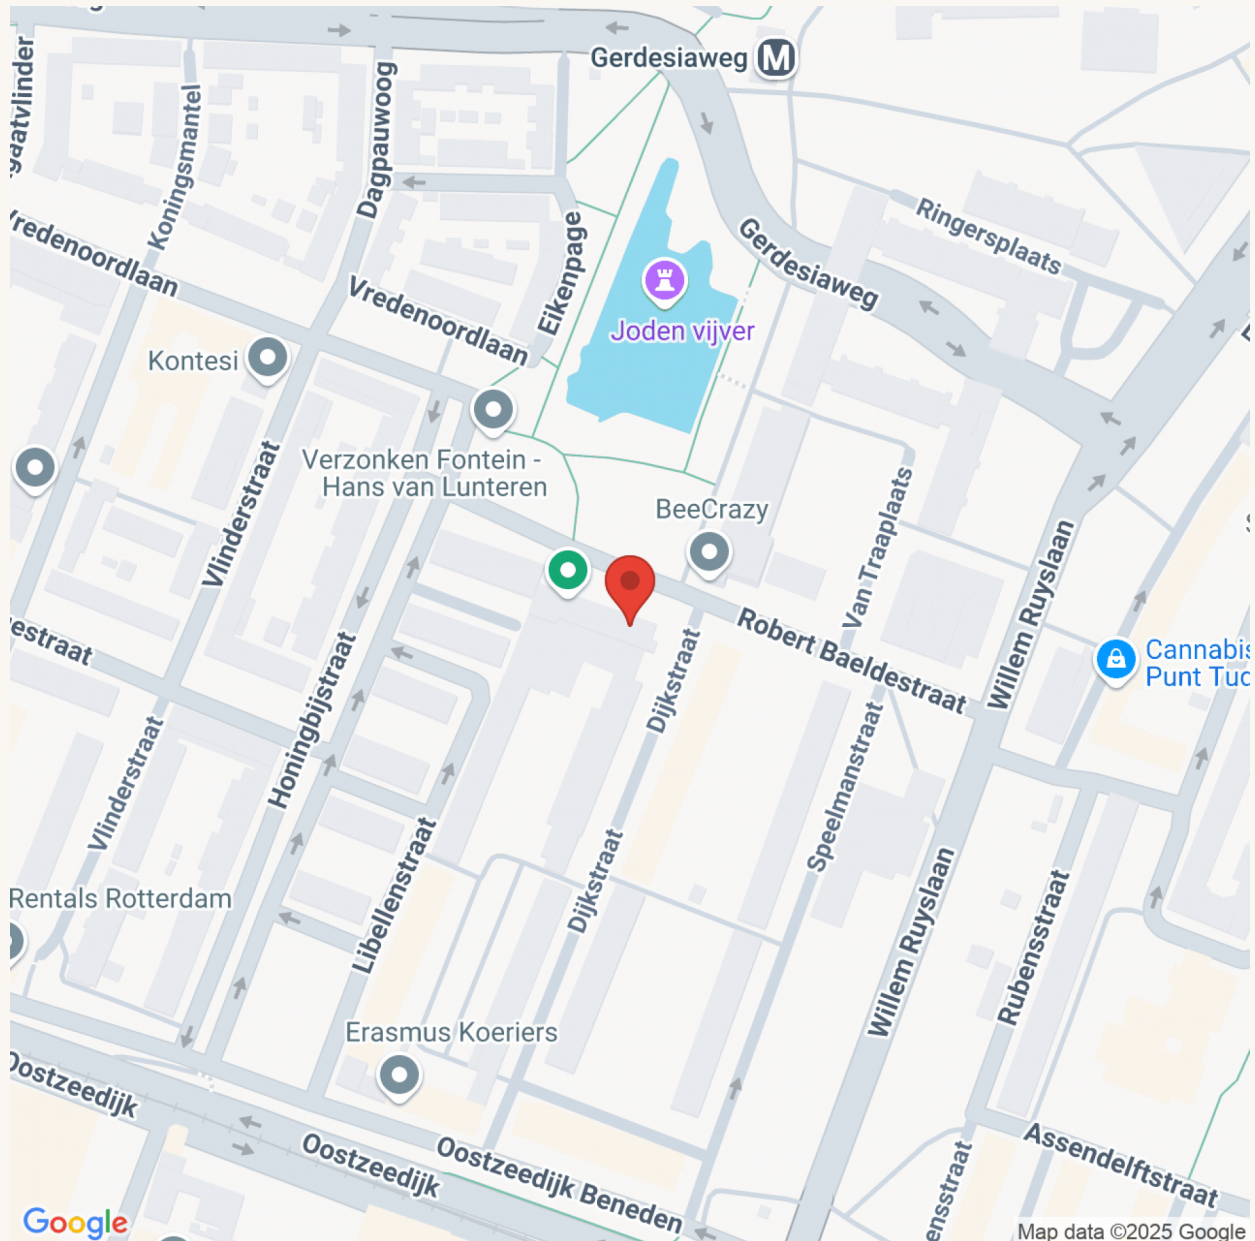 Gerdesiaweg
M
Dagpauwoog
Koningsmantel
Ringersplaats
Gerdesiaweg
Eikenpage
Vredenoordlaan
Vredenoordlaan
Joden vijver
Kontesi
Verzonken Fontein -
Hans van Lunteren
Vlinderstraat
BeeCrazy
Van Traaplaats
Willem Ruyslaan
Robert Baeldestraat
Cannabis
Punt Tuc
estraat
Dijkstraat
Honingbijstraat
Speelmanstraat
Vlinderstraat
Libellenstraat
Dijkstraat
Rentals Rotterdam
Willem Ruyslaan
Rubensstraat
Erasmus Koeriers
Oostzeedijk
Oostzeedijk
Oostzeedijk Beneden
Assendelftstraat
ensstraat
Google
Map data ©2025 Google